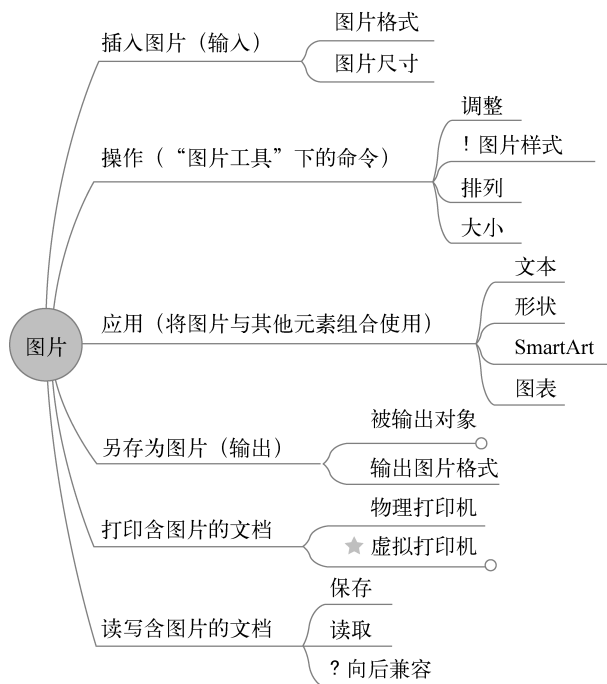 图片
插入图片（输入）
图片格式
图片尺寸
操作（“图片工具”下的命令）
调整
! 图片样式
排列
大小
应用（将图片与其他元素组合使用）
文本
形状
SmartArt
图表
另存为图片（输出）
被输出对象
输出图片格式
打印含图片的文档
物理打印机
虚拟打印机
读写含图片的文档
保存
读取
? 向后兼容